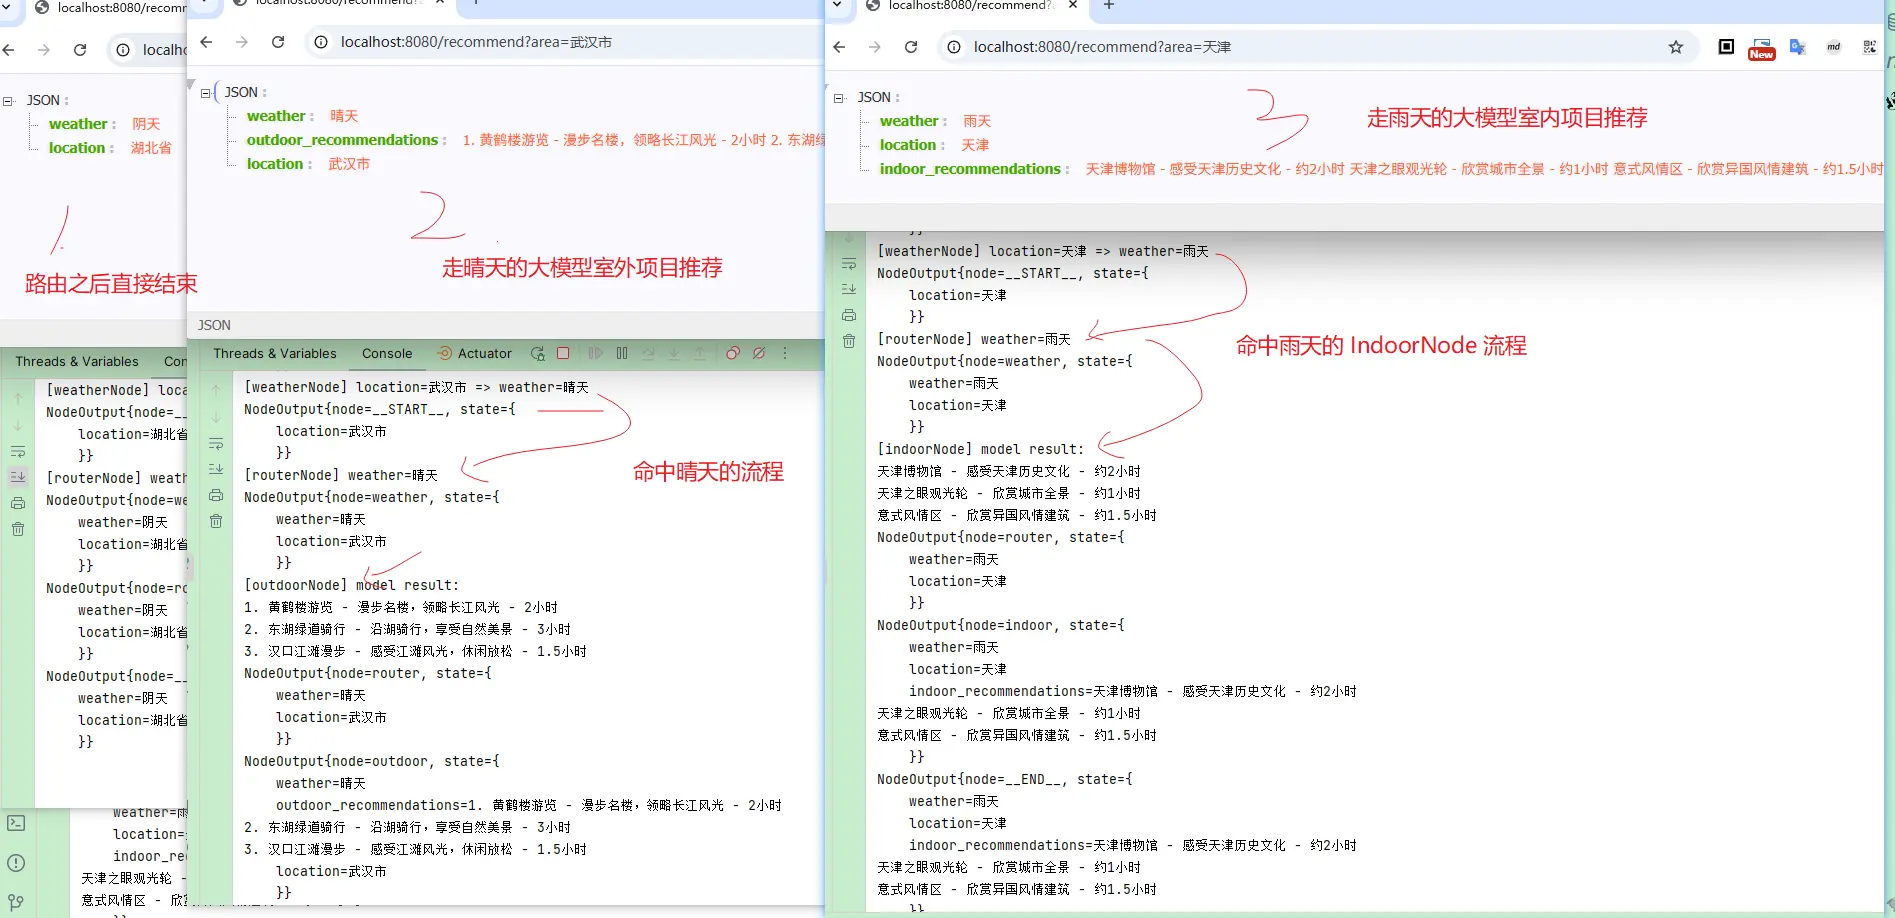 localhost:8080/recomm
localh
JSON :
weather : 阴天
location : 湖北省
1.
路由之后直接结束
Threads & Variables Con
[weatherNode] loca
NodeOutput{node=__
location=湖北省
}}
[routerNode] weath
NodeOutput{node=we
weather=阴天
location=湖北省
}}
NodeOutput{node=ro
weather=阴天
location=湖北省
}}
NodeOutput{node=__
weather=阴天
location=湖北省
}}
weather=雨
location=
indoor_re
天津之眼观光轮 -
意式风情区 - 欣
localhost:8080/recommend?
localhost:8080/recommend?area=武汉市
JSON :
weather : 晴天
outdoor_recommendations : 1. 黄鹤楼游览 - 漫步名楼，领略长江风光 - 2小时 2. 东湖绿
location : 武汉市
2
走晴天的大模型室外项目推荐
JSON
Threads & Variables Console Actuator
[weatherNode] location=武汉市 => weather=晴天
NodeOutput{node=__START__, state={
location=武汉市
}}
[routerNode] weather=晴天
命中晴天的流程
NodeOutput{node=weather, state={
weather=晴天
location=武汉市
}}
[outdoorNode] model result:
1. 黄鹤楼游览 - 漫步名楼，领略长江风光 - 2小时
2. 东湖绿道骑行 - 沿湖骑行，享受自然美景 - 3小时
3. 汉口江滩漫步 - 感受江滩风光，休闲放松 - 1.5小时
NodeOutput{node=router, state={
weather=晴天
location=武汉市
}}
NodeOutput{node=outdoor, state={
weather=晴天
outdoor_recommendations=1. 黄鹤楼游览 - 漫步名楼，领略长江风光 - 2小时
2. 东湖绿道骑行 - 沿湖骑行，享受自然美景 - 3小时
3. 汉口江滩漫步 - 感受江滩风光，休闲放松 - 1.5小时
location=武汉市
}}
localhost:8080/recommend?
localhost:8080/recommend?area=天津
New
md
JSON :
weather : 雨天
location : 天津
indoor_recommendations : 天津博物馆 - 感受天津历史文化 - 约2小时 天津之眼观光轮 - 欣赏城市全景 - 约1小时 意式风情区 - 欣赏异国风情建筑 - 约1.5小时
3
走雨天的大模型室内项目推荐
}}
[weatherNode] location=天津 => weather=雨天
NodeOutput{node=__START__, state={
location=天津
}}
[routerNode] weather=雨天
命中雨天的 IndoorNode 流程
NodeOutput{node=weather, state={
weather=雨天
location=天津
}}
[indoorNode] model result:
天津博物馆 - 感受天津历史文化 - 约2小时
天津之眼观光轮 - 欣赏城市全景 - 约1小时
意式风情区 - 欣赏异国风情建筑 - 约1.5小时
NodeOutput{node=router, state={
weather=雨天
location=天津
}}
NodeOutput{node=indoor, state={
weather=雨天
location=天津
indoor_recommendations=天津博物馆 - 感受天津历史文化 - 约2小时
天津之眼观光轮 - 欣赏城市全景 - 约1小时
意式风情区 - 欣赏异国风情建筑 - 约1.5小时
}}
NodeOutput{node=__END__, state={
weather=雨天
location=天津
indoor_recommendations=天津博物馆 - 感受天津历史文化 - 约2小时
天津之眼观光轮 - 欣赏城市全景 - 约1小时
意式风情区 - 欣赏异国风情建筑 - 约1.5小时
}}